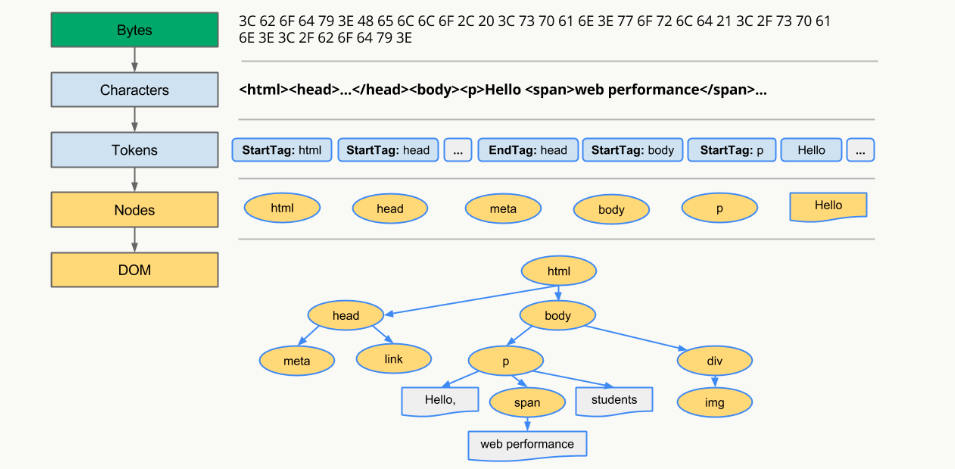 Bytes
3C 62 6F 64 79 3E 48 65 6C 6C 6F 2C 20 3C 73 70 61 6E 3E 77 6F 72 6C 64 21 3C 2F 73 70 61
6E 3E 3C 2F 62 6F 64 79 3E
Characters
<html><head>...</head><body><p>Hello <span>web performance</span>...
Tokens
StartTag: html
StartTag: head
...
EndTag: head
StartTag: body
StartTag: p
Hello
...
Nodes
html
head
meta
body
p
Hello
DOM
html
head
body
meta
link
p
div
Hello,
span
students
img
web performance